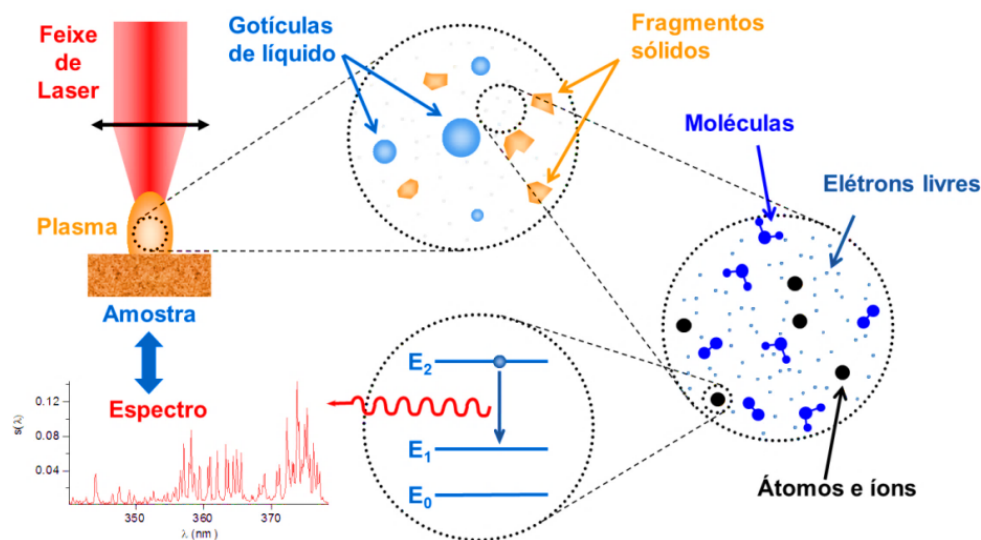 Feixe
de
Laser
Gotículas
de líquido
Fragmentos
sólidos
Moléculas
Elétrons livres
Plasma
Amostra
Espectro
0.12
0.08
0.04
s(λ)
350
360
370
λ (nm)
E₂
E₁
E₀
Átomos e íons